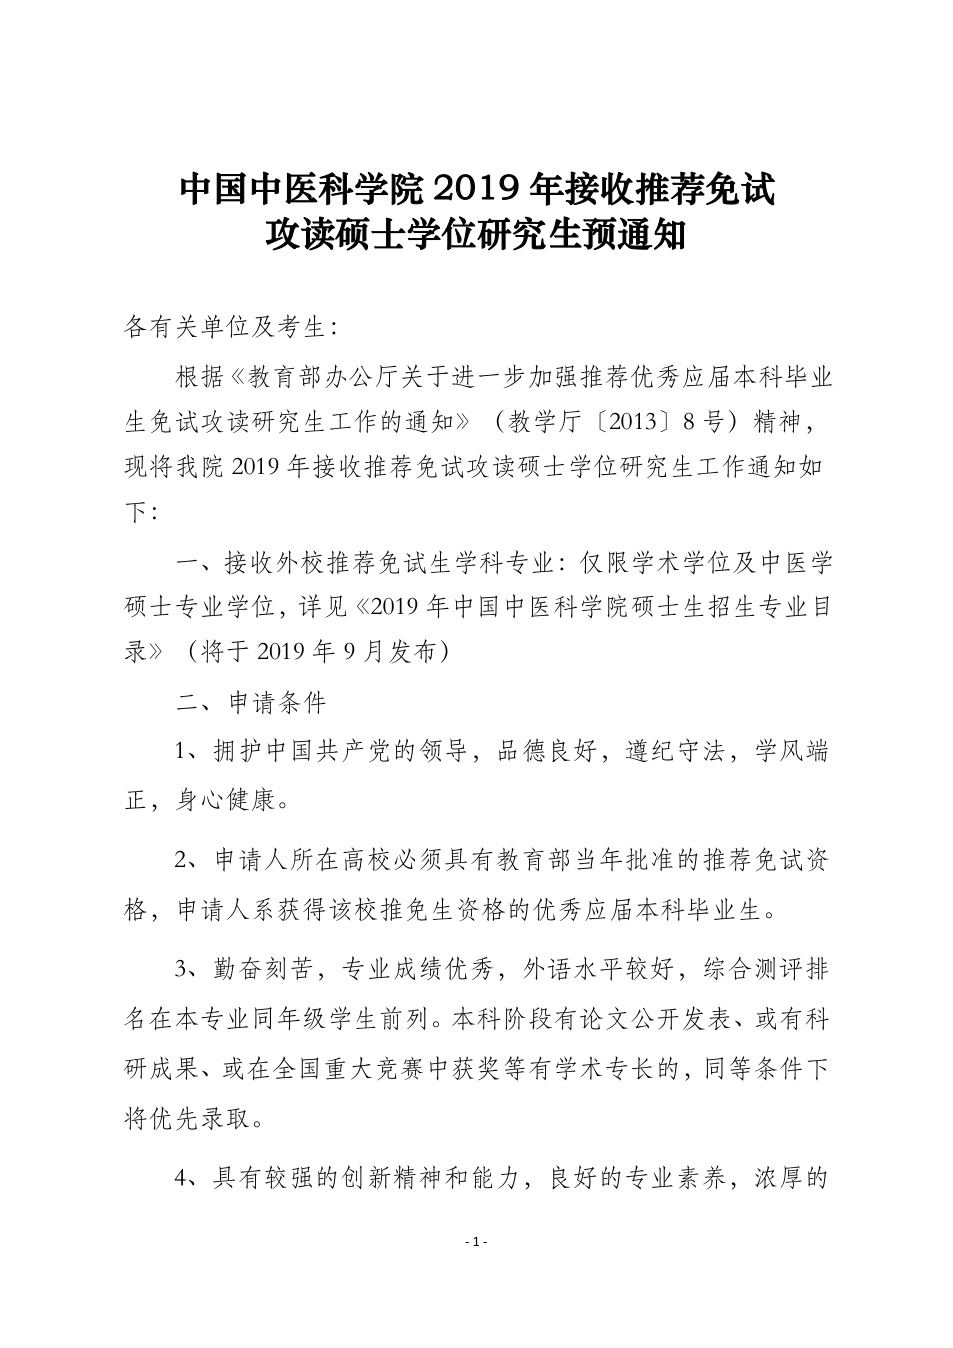 中国中医科学院 2019 年接收推荐免试
攻读硕士学位研究生预通知
各有关单位及考生：
根据《教育部办公厅关于进一步加强推荐优秀应届本科毕业
生免试攻读研究生工作的通知》（教学厅〔2013〕8 号）精神，
现将我院 2019 年接收推荐免试攻读硕士学位研究生工作通知如
下：
一、接收外校推荐免试生学科专业：仅限学术学位及中医学
硕士专业学位，详见《2019 年中国中医科学院硕士生招生专业目
录》（将于 2019 年 9 月发布）
二、申请条件
1、拥护中国共产党的领导，品德良好，遵纪守法，学风端
正，身心健康。
2、申请人所在高校必须具有教育部当年批准的推荐免试资
格，申请人系获得该校推免生资格的优秀应届本科毕业生。
3、勤奋刻苦，专业成绩优秀，外语水平较好，综合测评排
名在本专业同年级学生前列。本科阶段有论文公开发表、或有科
研成果、或在全国重大竞赛中获奖等有学术专长的，同等条件下
将优先录取。
4、具有较强的创新精神和能力，良好的专业素养，浓厚的
- 1 -